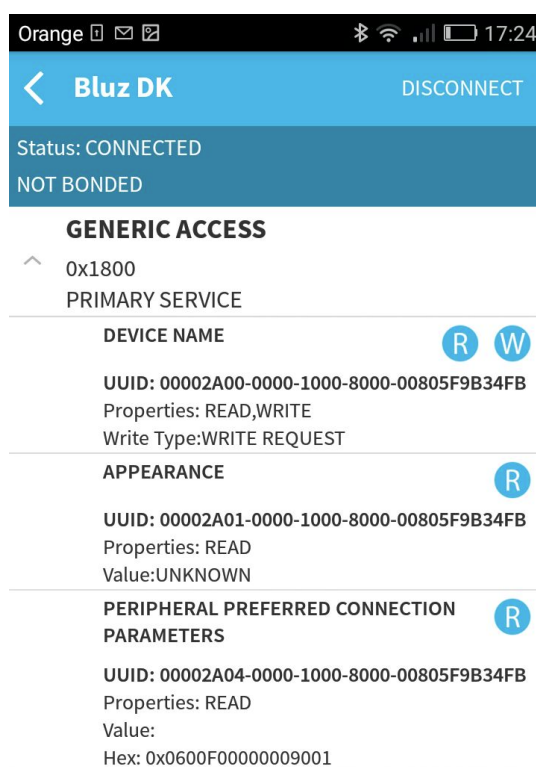 Orange 17:24
Bluz DK DISCONNECT
Status: CONNECTED
NOT BONDED
GENERIC ACCESS
0x1800
PRIMARY SERVICE
DEVICE NAME R W
UUID: 00002A00-0000-1000-8000-00805F9B34FB
Properties: READ,WRITE
Write Type:WRITE REQUEST
APPEARANCE R
UUID: 00002A01-0000-1000-8000-00805F9B34FB
Properties: READ
Value:UNKNOWN
PERIPHERAL PREFERRED CONNECTION R
PARAMETERS
UUID: 00002A04-0000-1000-8000-00805F9B34FB
Properties: READ
Value:
Hex: 0x0600F00000009001